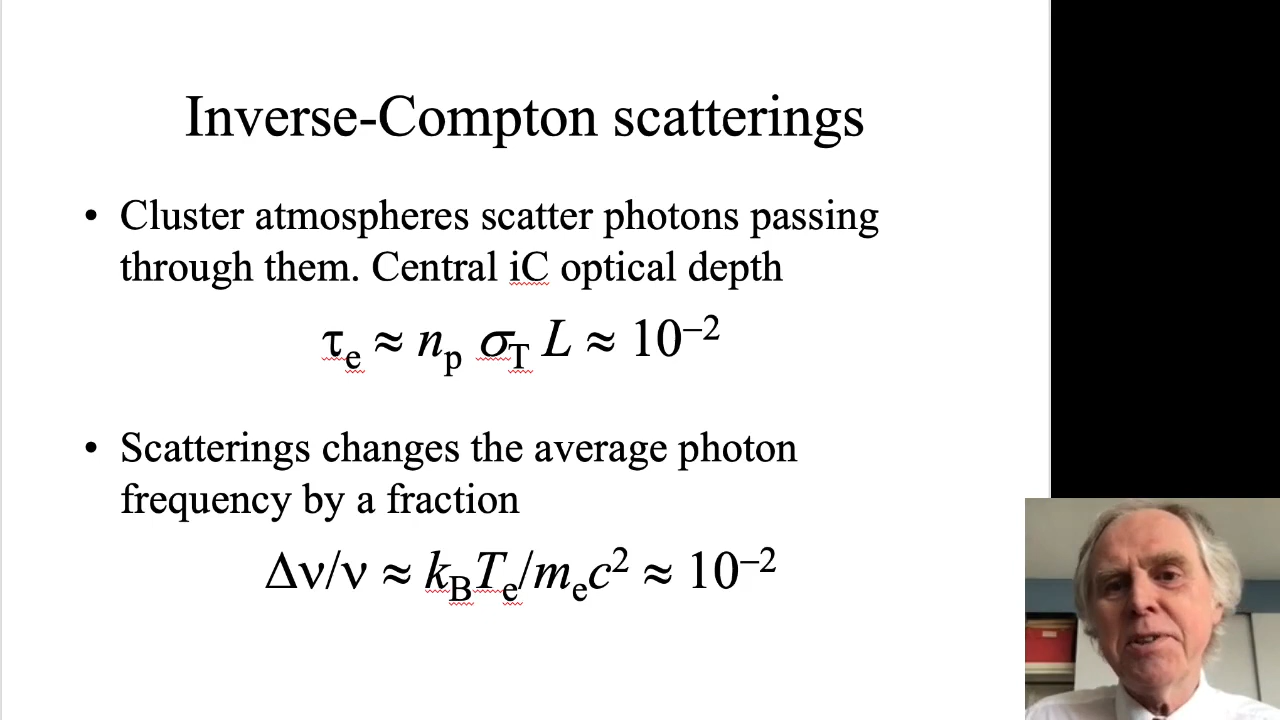 Inverse-Compton scatterings
• Cluster atmospheres scatter photons passing
through them. Central iC optical depth
τe ≈ np σT L ≈ 10⁻²
• Scatterings changes the average photon
frequency by a fraction
Δν/ν ≈ kBTe/mec² ≈ 10⁻²